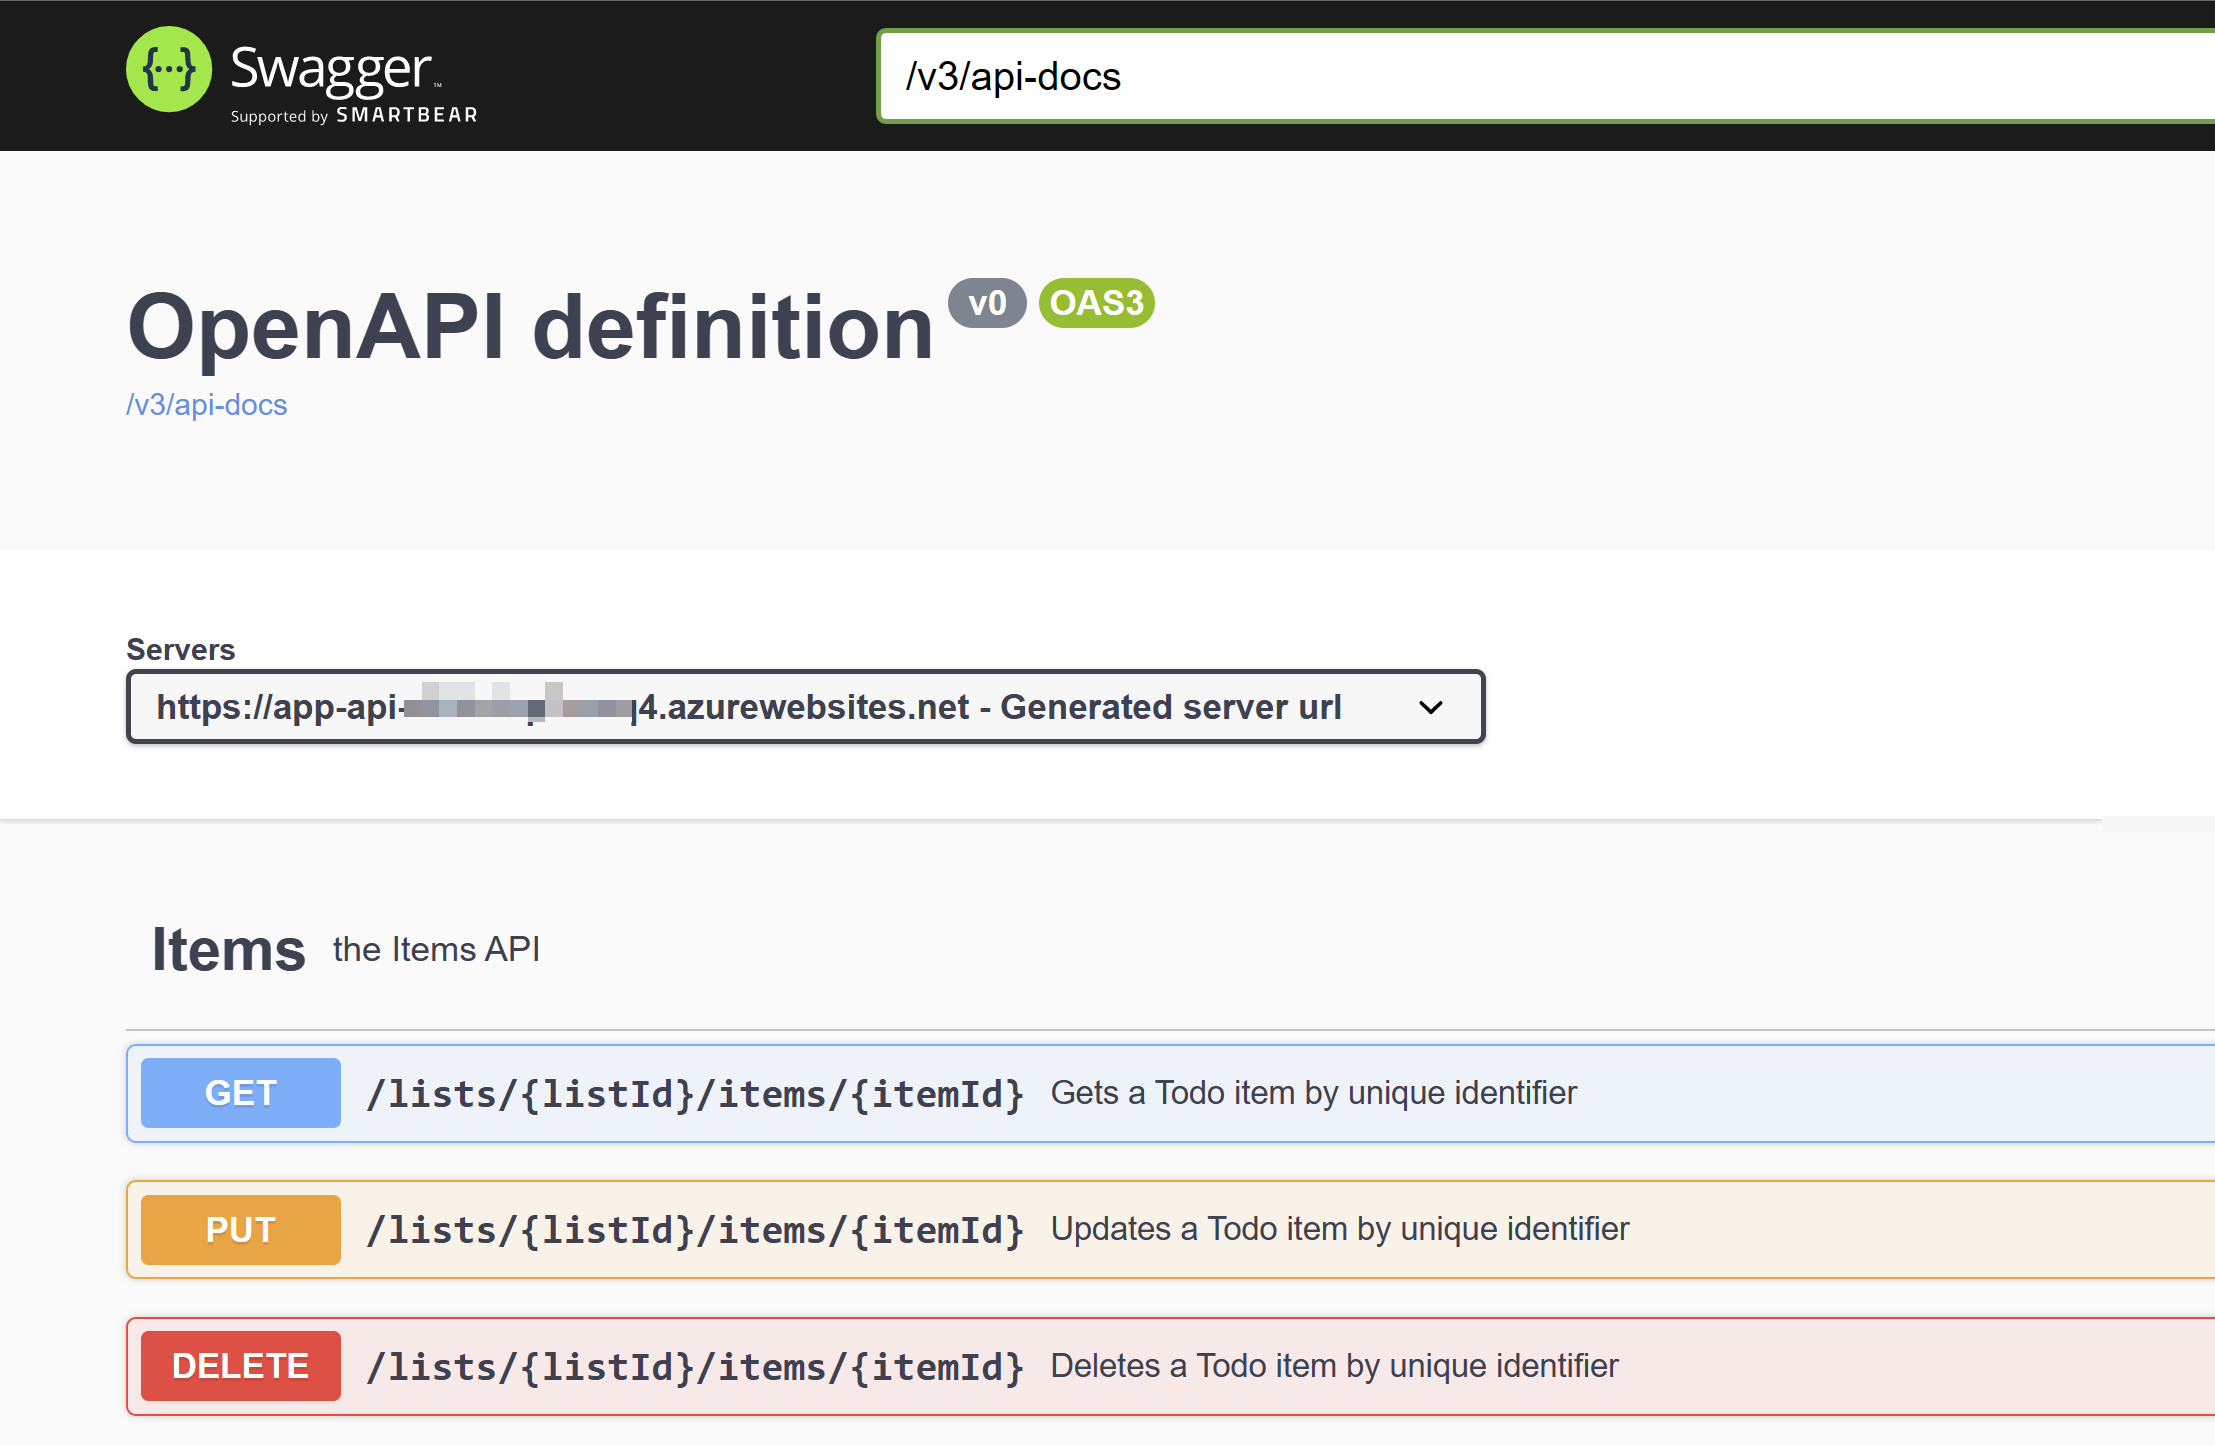 {···} Swagger™
Supported by SMARTBEAR
/v3/api-docs
OpenAPI definition v0 OAS3
/v3/api-docs
Servers
https://app-api- q4.azurewebsites.net - Generated server url
Items the Items API
GET /lists/{listId}/items/{itemId} Gets a Todo item by unique identifier
PUT /lists/{listId}/items/{itemId} Updates a Todo item by unique identifier
DELETE /lists/{listId}/items/{itemId} Deletes a Todo item by unique identifier